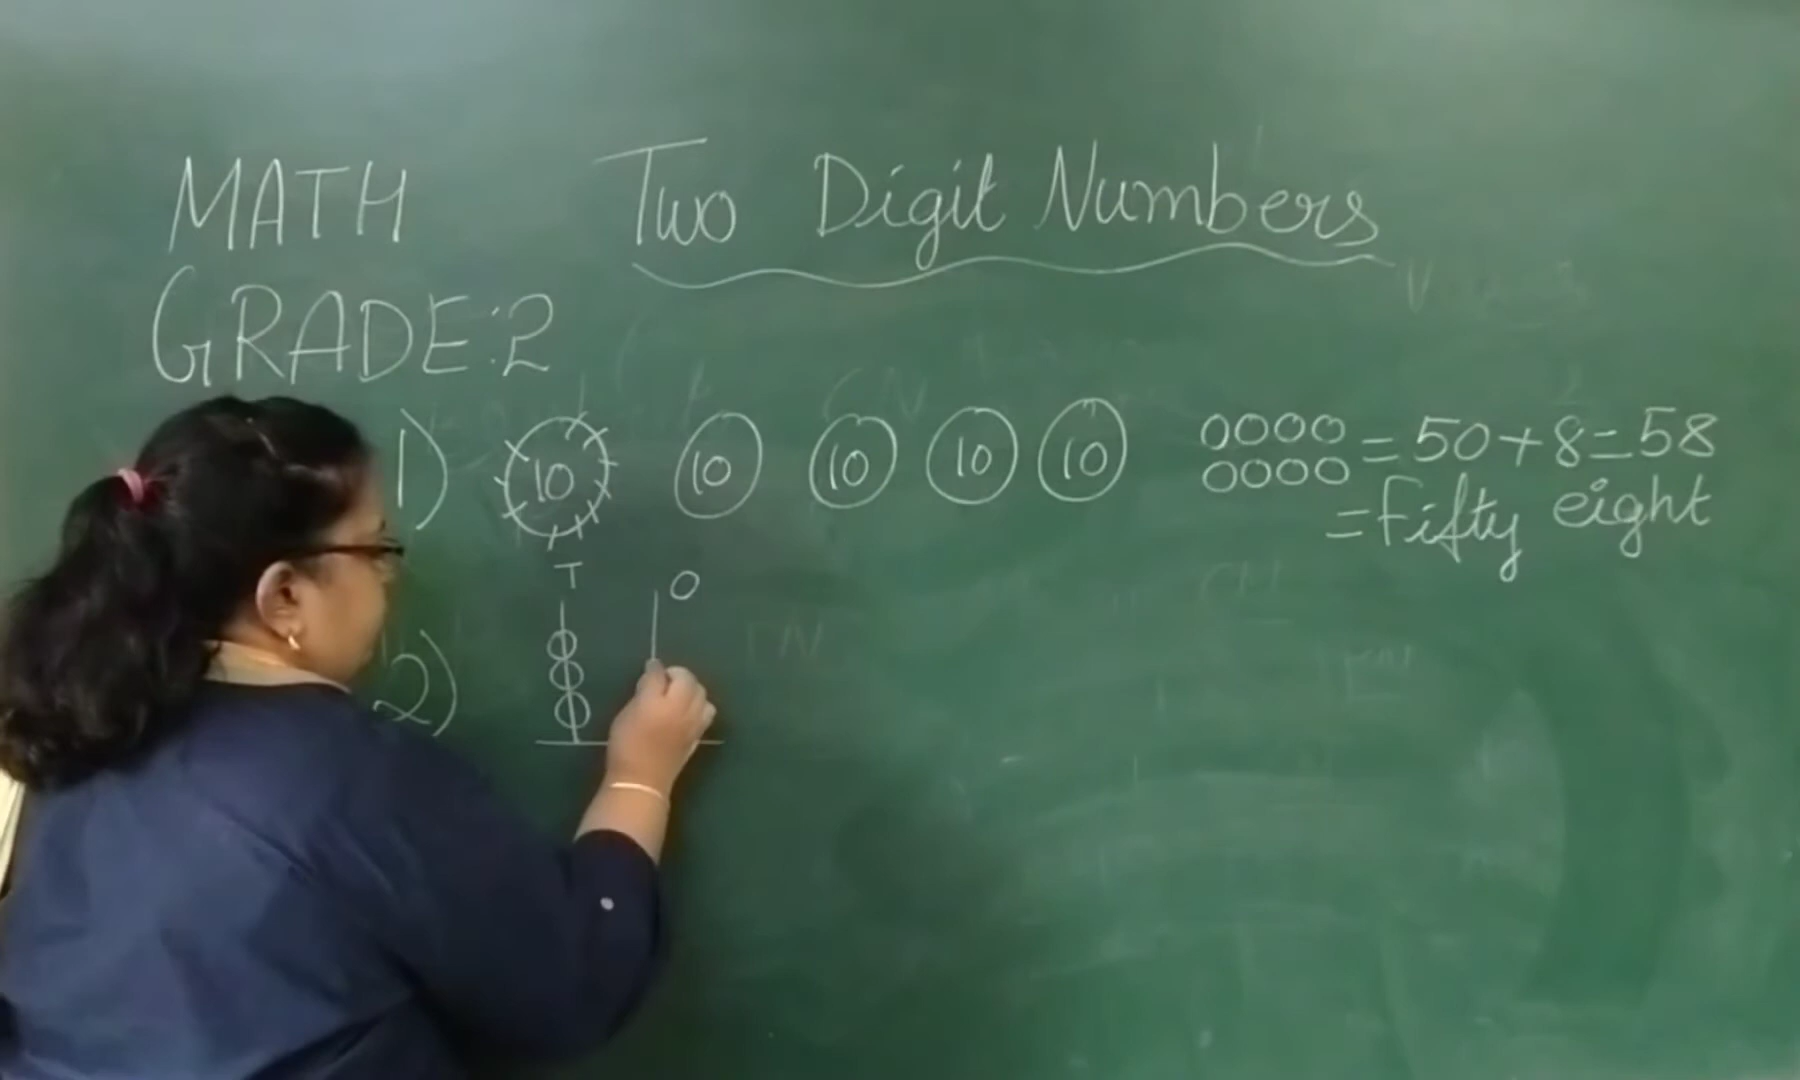 MATH Two Digit Numbers
GRADE:2
1) 10 10 10 10 10 0000 = 50 + 8 = 58
0000
= fifty eight
T O
2)